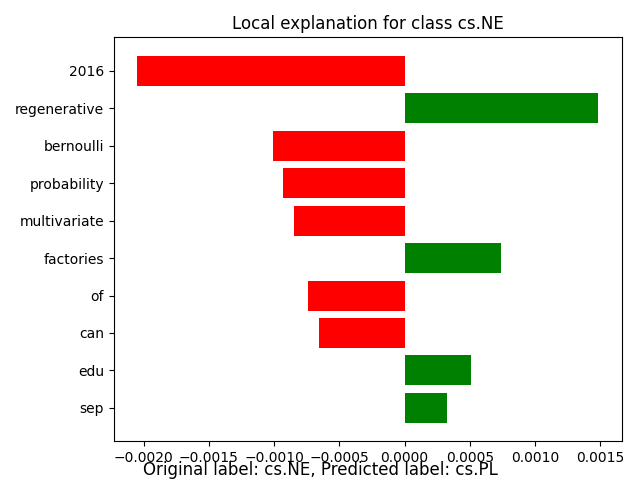 Local explanation for class cs.NE
2016
regenerative
bernoulli
probability
multivariate
factories
of
can
edu
sep
−0.0020 −0.0015 −0.0010 −0.0005 0.0000 0.0005 0.0010 0.0015
Original label: cs.NE, Predicted label: cs.PL